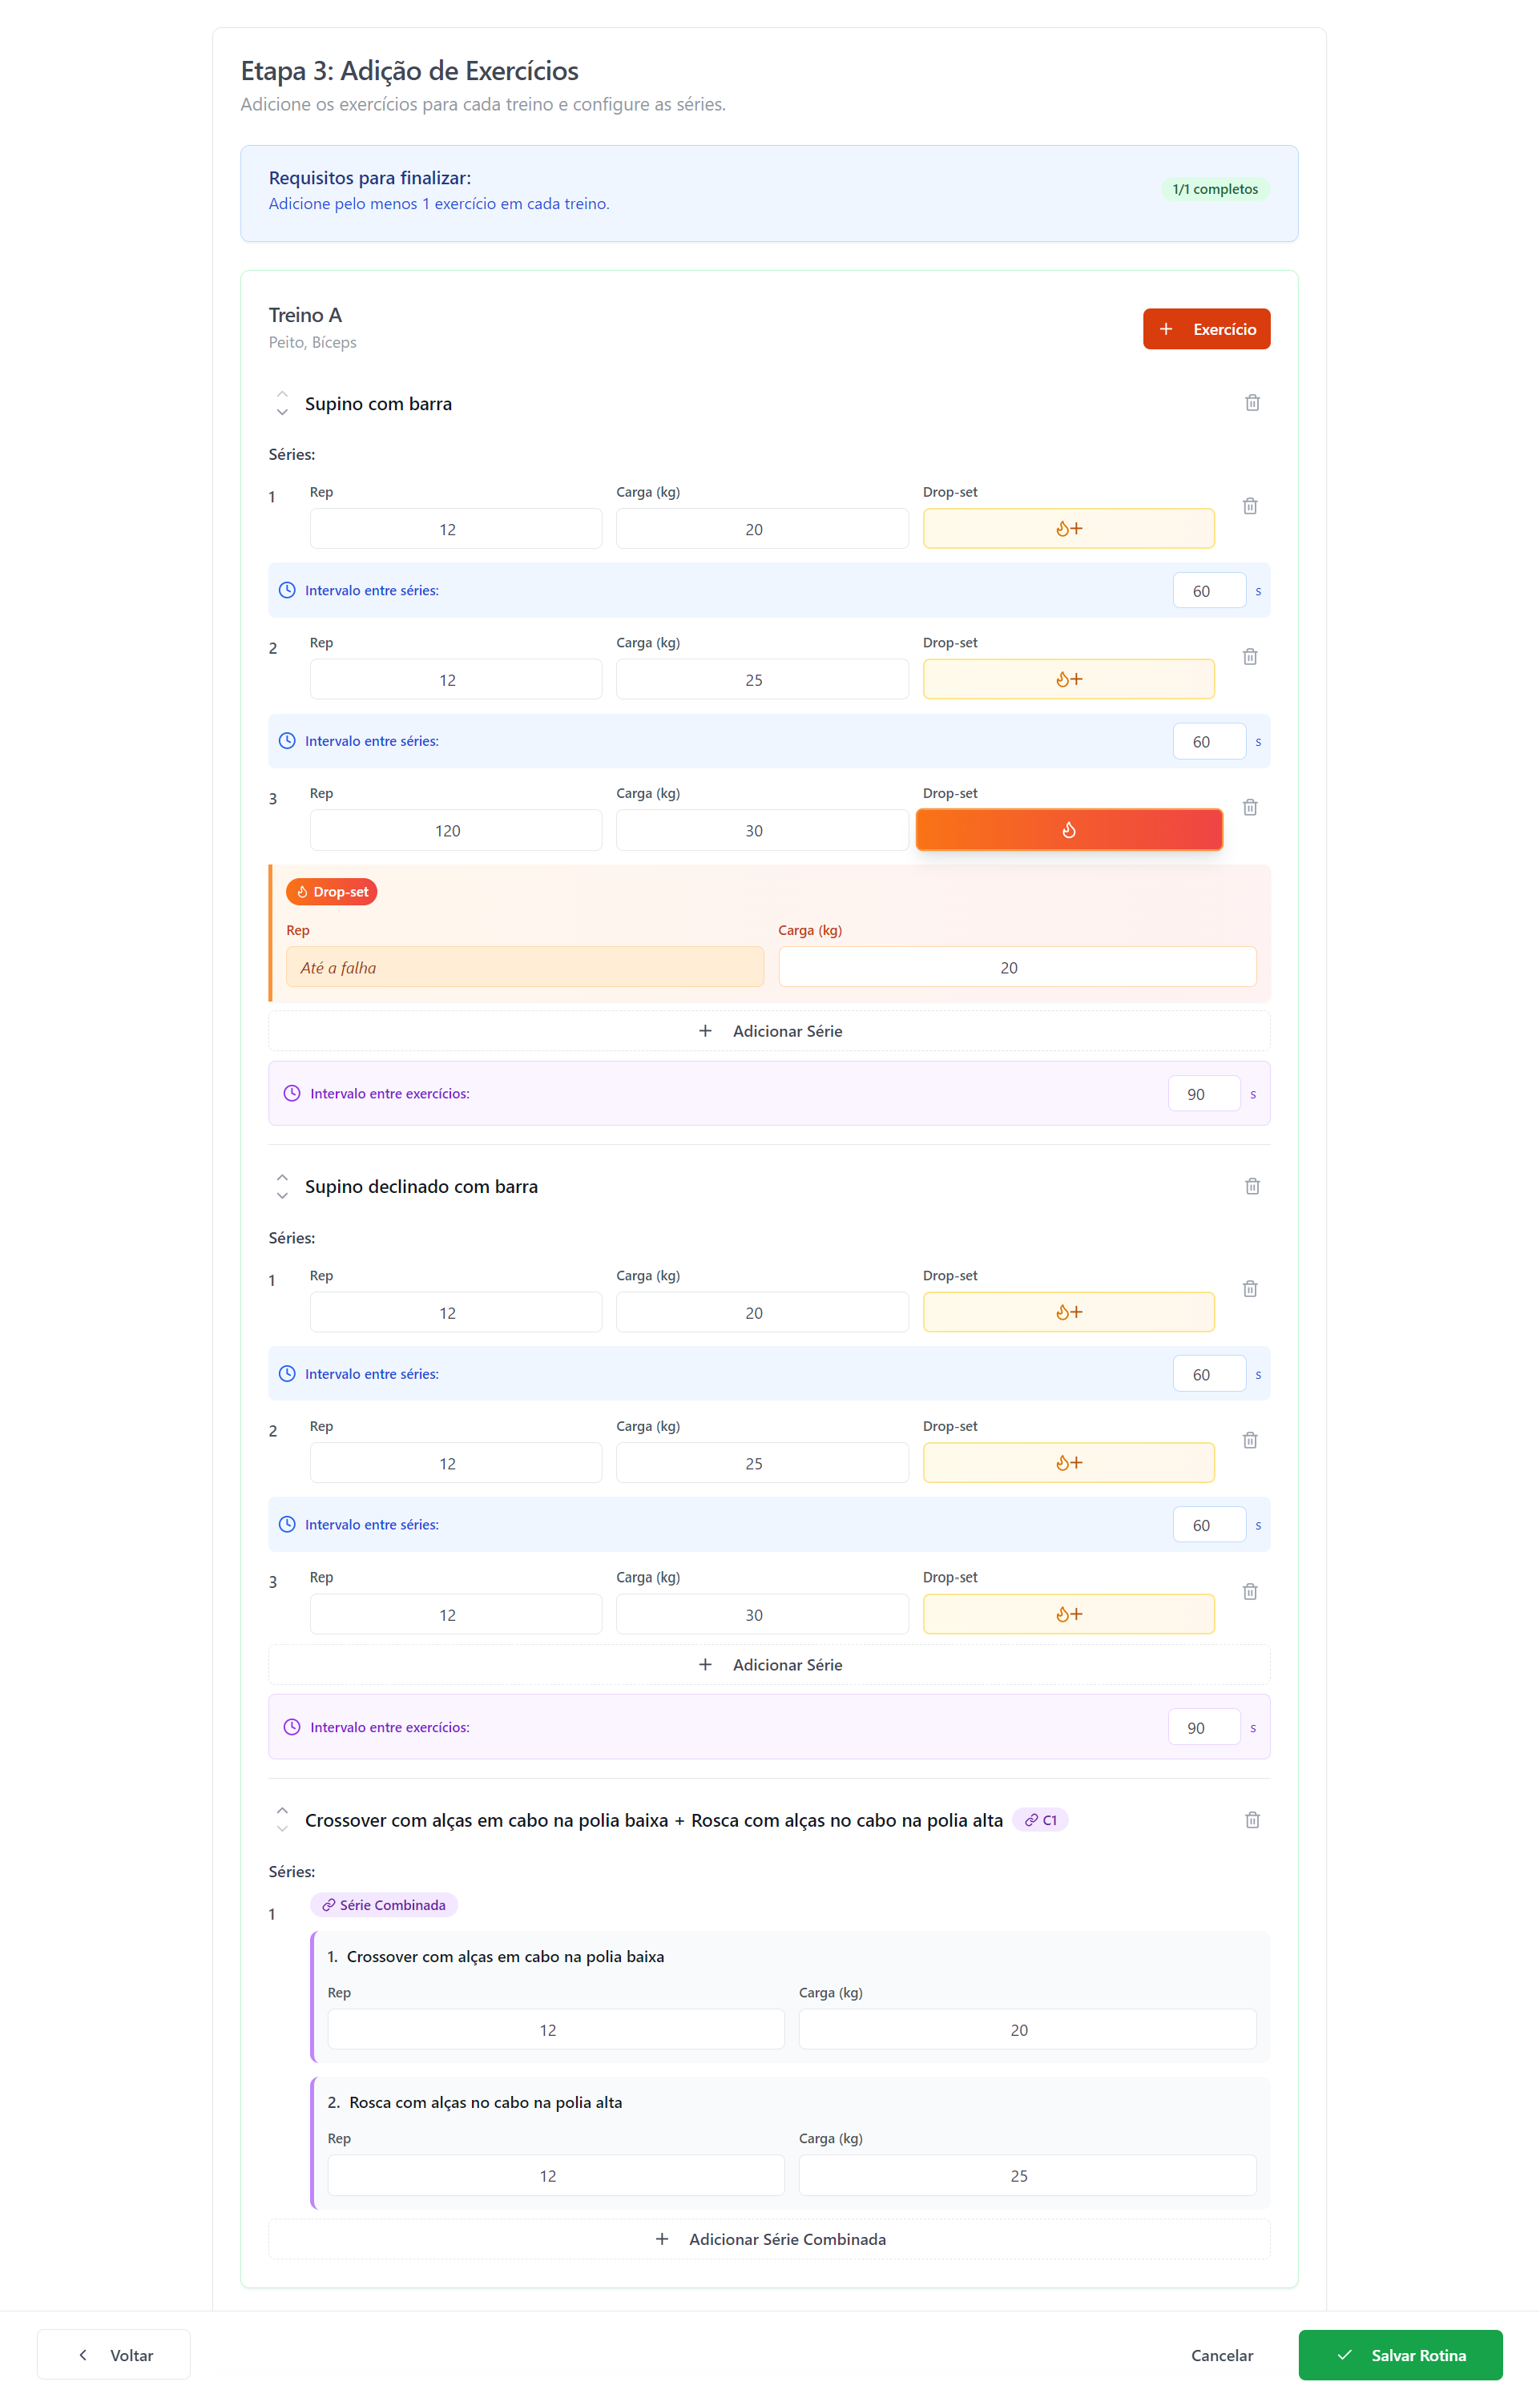 Etapa 3: Adição de Exercícios
Adicione os exercícios para cada treino e configure as séries.
Requisitos para finalizar:
Adicione pelo menos 1 exercício em cada treino.
1/1 completos
Treino A
Peito, Bíceps
Exercício
Supino com barra
Séries:
1 Rep Carga (kg) Drop-set
12 20
Intervalo entre séries: 60 s
2 Rep Carga (kg) Drop-set
12 25
Intervalo entre séries: 60 s
3 Rep Carga (kg) Drop-set
120 30
Drop-set
Rep Carga (kg)
Até a falha 20
Adicionar Série
Intervalo entre exercícios: 90 s
Supino declinado com barra
Séries:
1 Rep Carga (kg) Drop-set
12 20
Intervalo entre séries: 60 s
2 Rep Carga (kg) Drop-set
12 25
Intervalo entre séries: 60 s
3 Rep Carga (kg) Drop-set
12 30
Adicionar Série
Intervalo entre exercícios: 90 s
Crossover com alças em cabo na polia baixa + Rosca com alças no cabo na polia alta C1
Séries:
1 Série Combinada
1. Crossover com alças em cabo na polia baixa
Rep Carga (kg)
12 20
2. Rosca com alças no cabo na polia alta
Rep Carga (kg)
12 25
Adicionar Série Combinada
Voltar Cancelar Salvar Rotina